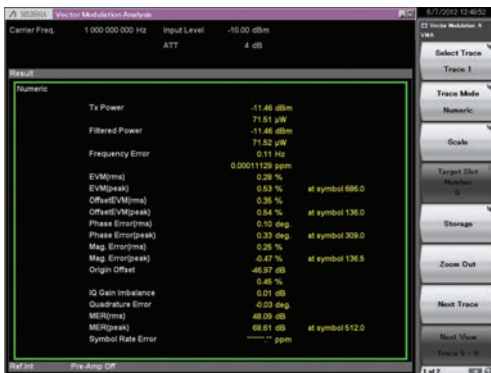 Vector Modulation Analysis
6/7/2012 12:40:52
Carrier Freq. 1 000 000 000 Hz Input Level -10.00 dBm
ATT 4 dB
Result
Numeric
Tx Power -11.46 dBm
71.51 µW
Filtered Power -11.46 dBm
71.52 µW
Frequency Error 0.11 Hz
0.00011129 ppm
EVM(rms) 0.28 %
EVM(peak) 0.53 % at symbol 686.0
OffsetEVM(rms) 0.35 %
OffsetEVM(peak) 0.54 % at symbol 136.0
Phase Error(rms) 0.10 deg.
Phase Error(peak) 0.33 deg. at symbol 309.0
Mag. Error(rms) 0.25 %
Mag. Error(peak) -0.47 % at symbol 136.5
Origin Offset -46.97 dB
0.45 %
IQ Gain Imbalance 0.01 dB
Quadrature Error -0.03 deg.
MER(rms) 48.09 dB
MER(peak) 68.61 dB at symbol 512.0
Symbol Rate Error ******.** ppm
Ref.Int Pre-Amp Off
Vector Modulation A
VMA
Select Trace
Trace 1
Trace Mode
Numeric
Scale
Target Slot
Number
0
Storage
Zoom Out
Next Trace
Next View
Trace 5 - 8
1 of 2